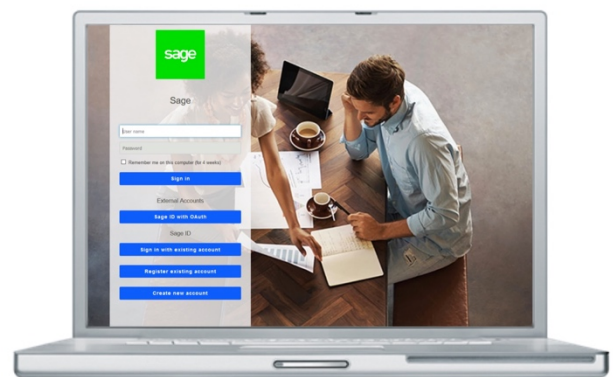 sage
Sage
User name
Password
Remember me on this computer (for 4 weeks)
Sign in
External Accounts
Sage ID with OAuth
Sage ID
Sign in with existing account
Register existing account
Create new account